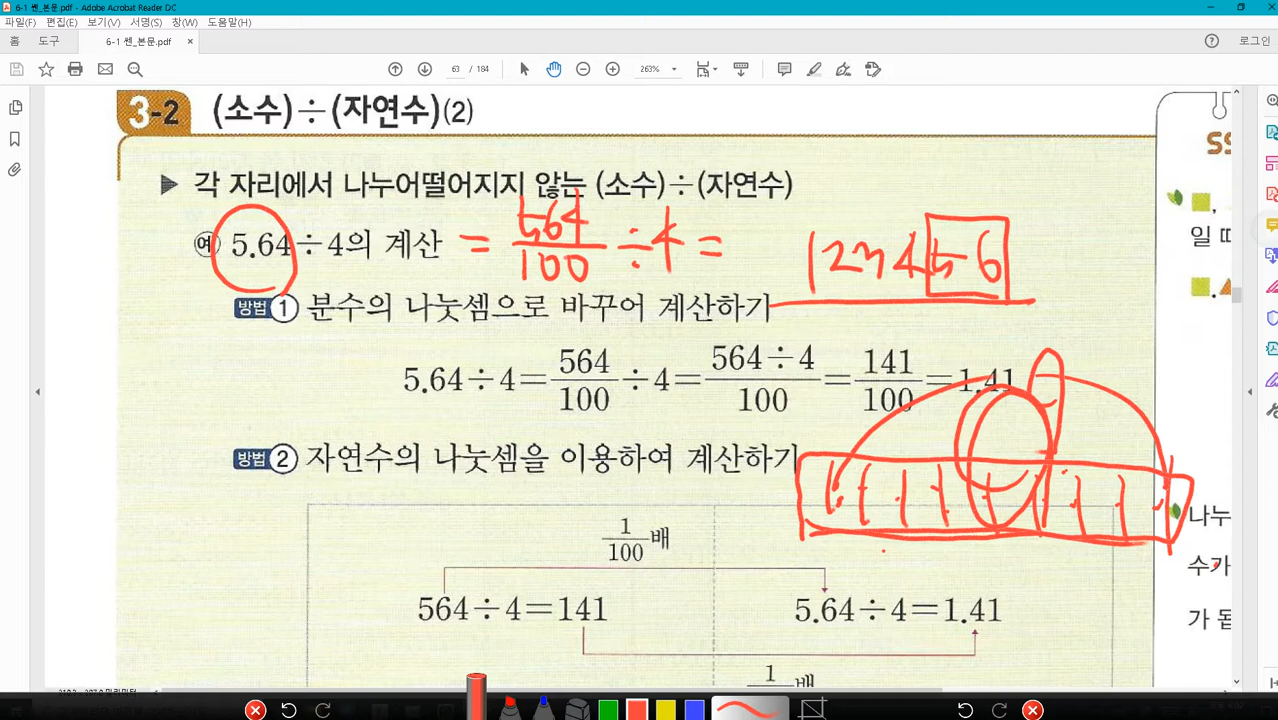 6-1 쎈_본문.pdf - Adobe Acrobat Reader DC
파일(F) 편집(E) 보기(V) 서명(S) 창(W) 도움말(H)
홈 도구 6-1 쎈_본문.pdf × 로그인
63 / 184 263%
3-2 (소수)÷(자연수)(2)
▶ 각 자리에서 나누어떨어지지 않는 (소수)÷(자연수)
예 5.64÷4의 계산 = 564/100 ÷4= 123456
방법 ① 분수의 나눗셈으로 바꾸어 계산하기
5.64÷4=564/100÷4=564÷4/100=141/100=1.41
방법 ② 자연수의 나눗셈을 이용하여 계산하기
1/100배
564÷4=141 5.64÷4=1.41
1 배
SS
일 때
나누
수가
가 됩